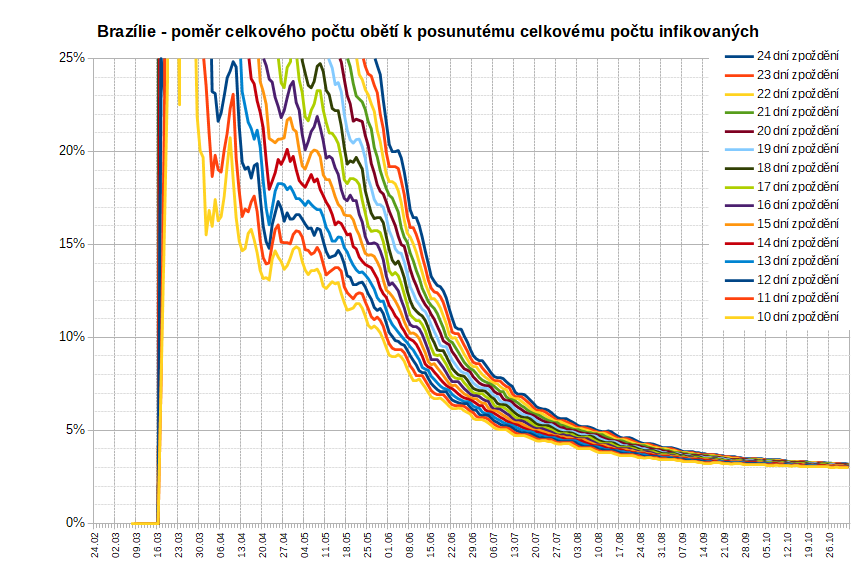 Brazílie - poměr celkového počtu obětí k posunutému celkovému počtu infikovaných
25%
20%
15%
10%
5%
0%
24 dní zpoždění
23 dní zpoždění
22 dní zpoždění
21 dní zpoždění
20 dní zpoždění
19 dní zpoždění
18 dní zpoždění
17 dní zpoždění
16 dní zpoždění
15 dní zpoždění
14 dní zpoždění
13 dní zpoždění
12 dní zpoždění
11 dní zpoždění
10 dní zpoždění
24.02
02.03
09.03
16.03
23.03
30.03
06.04
13.04
20.04
27.04
04.05
11.05
18.05
25.05
01.06
08.06
15.06
22.06
29.06
06.07
13.07
20.07
27.07
03.08
10.08
17.08
24.08
31.08
07.09
14.09
21.09
28.09
05.10
12.10
19.10
26.10